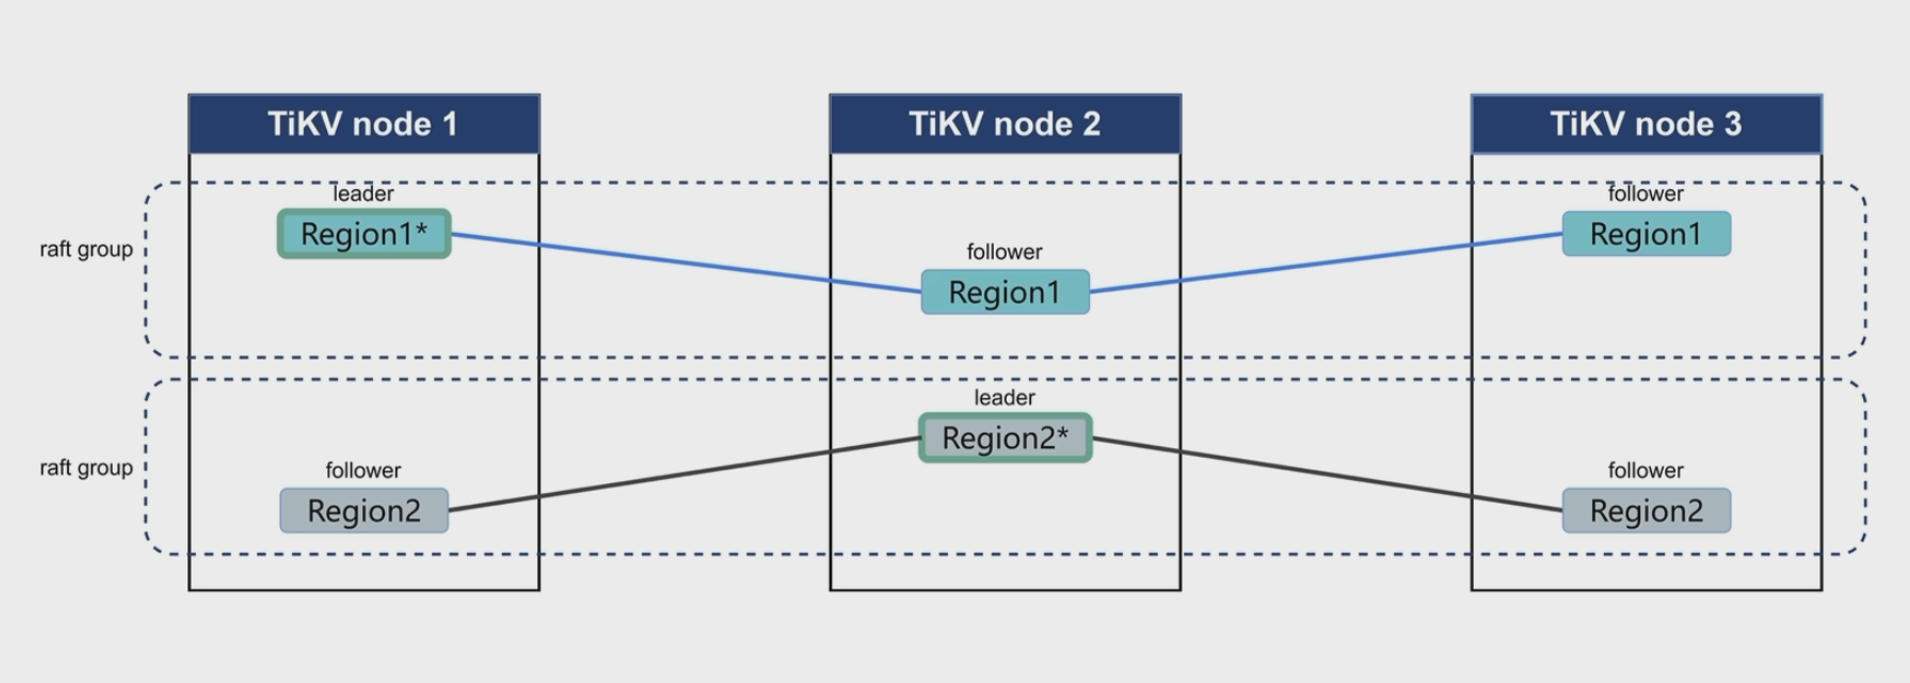 TiKV node 1
TiKV node 2
TiKV node 3
raft group
leader
Region1*
follower
Region1
follower
Region1
raft group
follower
Region2
leader
Region2*
follower
Region2